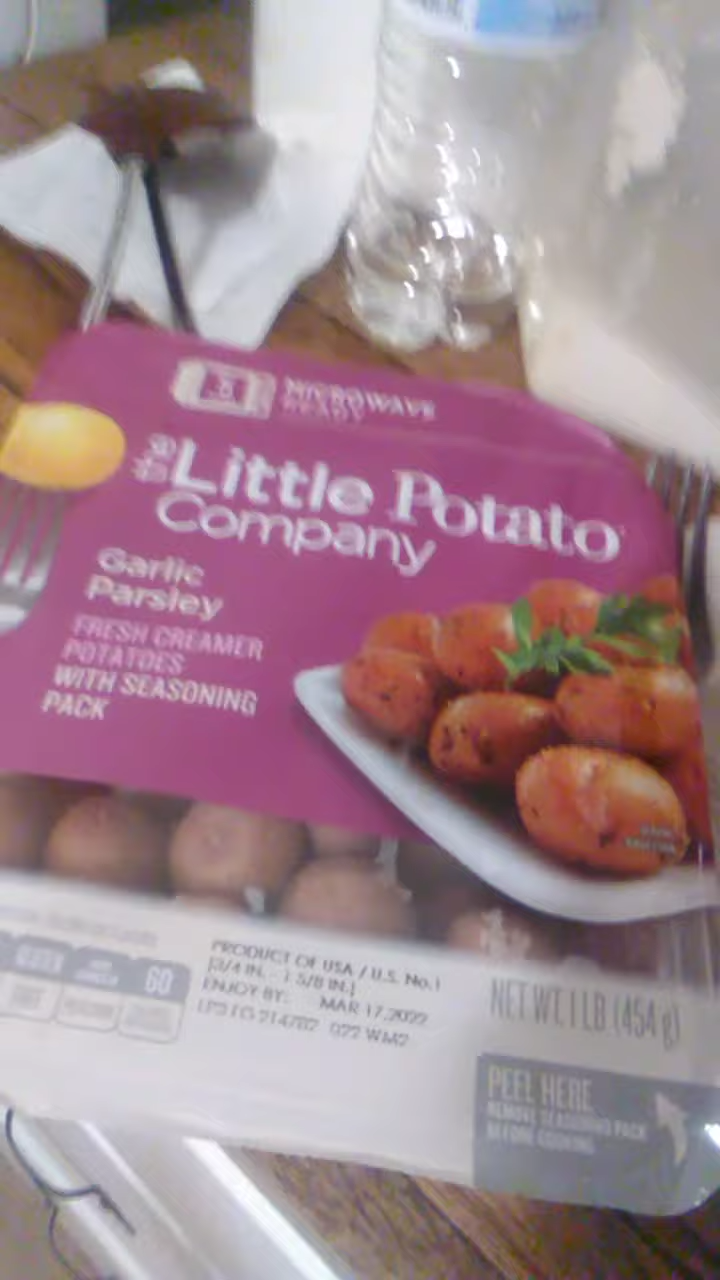 MICROWAVE
READY
the Little Potato
Company
Garlic
Parsley
FRESH CREAMER
POTATOES
WITH SEASONING
PACK
PRODUCT OF USA / U.S. No.1
[3/4 IN. - 1 5/8 IN.]
ENJOY BY: MAR 17.2022
60
NET WT. 1 LB. (454 g)
PEEL HERE
REMOVE SEASONING PACK
BEFORE COOKING